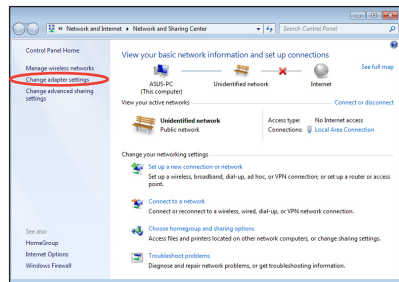 « Network and Internet ▸ Network and Sharing Center
Search Control Panel
Control Panel Home
Manage wireless networks
Change adapter settings
Change advanced sharing
settings
View your basic network information and set up connections
See full map
ASUS-PC
(This computer)
Unidentified network
Internet
View your active networks
Connect or disconnect
Unidentified network
Public network
Access type: No Internet access
Connections: Local Area Connection
Change your networking settings
Set up a new connection or network
Set up a wireless, broadband, dial-up, ad hoc, or VPN connection; or set up a router or access
point.
Connect to a network
Connect or reconnect to a wireless, wired, dial-up, or VPN network connection.
Choose homegroup and sharing options
Access files and printers located on other network computers, or change sharing settings.
Troubleshoot problems
Diagnose and repair network problems, or get troubleshooting information.
See also
HomeGroup
Internet Options
Windows Firewall